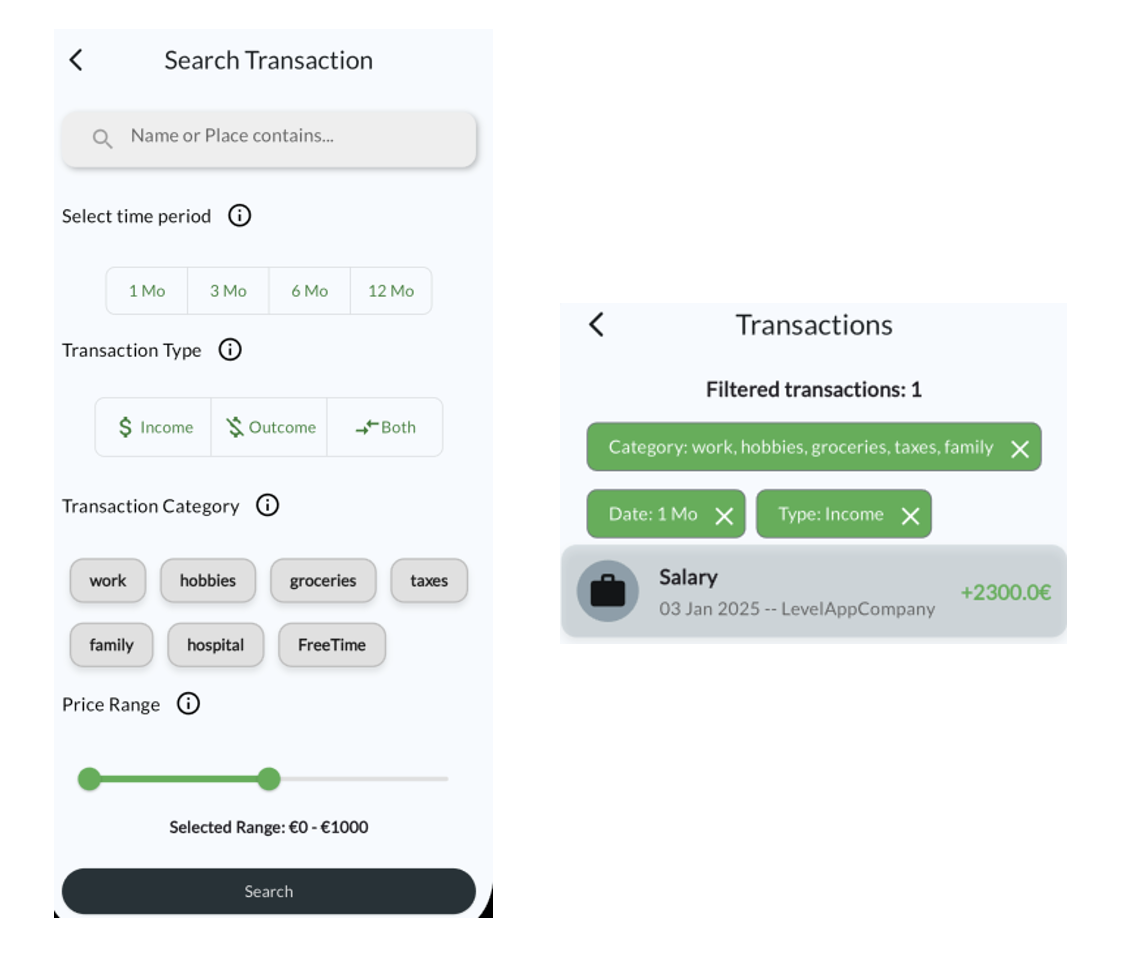 Search Transaction
Name or Place contains...
Select time period
1 Mo 3 Mo 6 Mo 12 Mo
Transaction Type
Income Outcome Both
Transaction Category
work hobbies groceries taxes
family hospital FreeTime
Price Range
Selected Range: €0 - €1000
Search
Transactions
Filtered transactions: 1
Category: work, hobbies, groceries, taxes, family
Date: 1 Mo Type: Income
Salary
+2300.0€
03 Jan 2025 -- LevelAppCompany